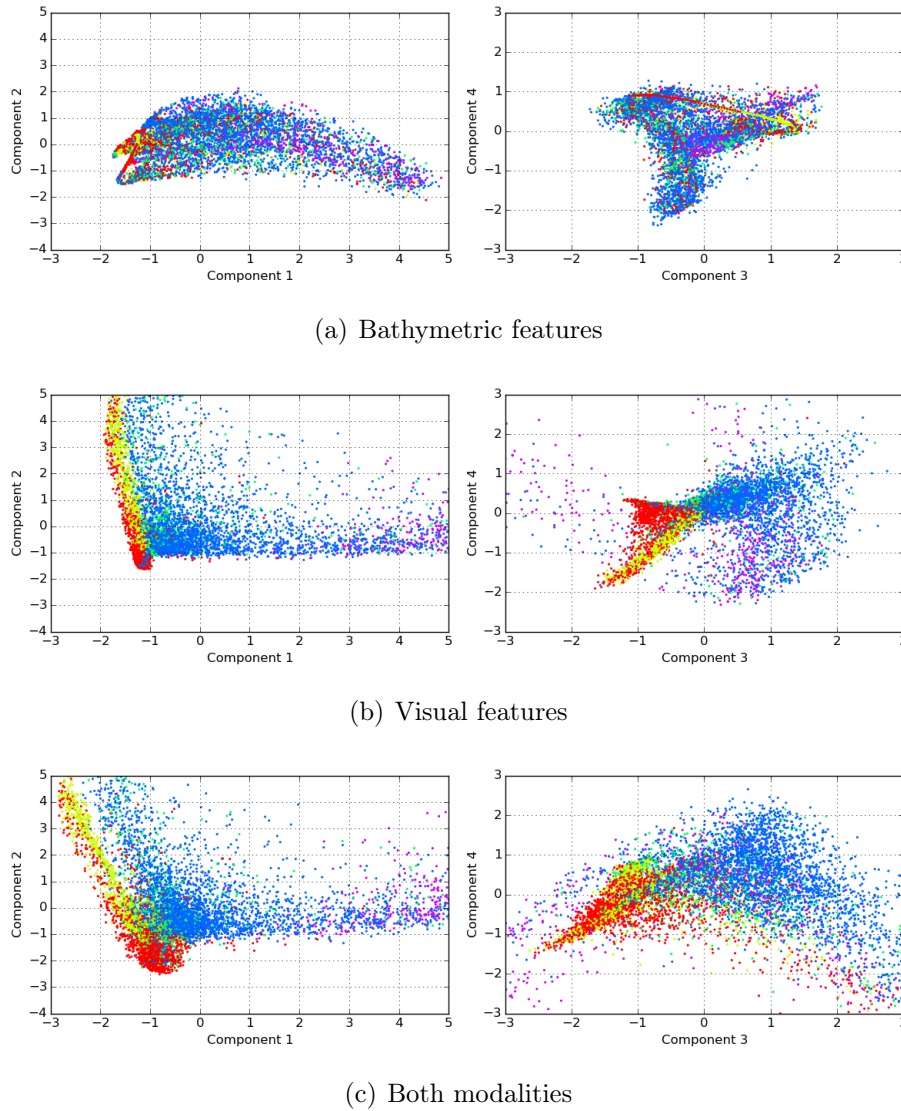 5
4
3
2
1
0
−1
−2
−3
−4
−3 −2 −1 0 1 2 3 4 5
Component 1
Component 2
3
2
1
0
−1
−2
−3
−3 −2 −1 0 1 2 3
Component 3
Component 4
(a) Bathymetric features
5
4
3
2
1
0
−1
−2
−3
−4
−3 −2 −1 0 1 2 3 4 5
Component 1
Component 2
3
2
1
0
−1
−2
−3
−3 −2 −1 0 1 2 3
Component 3
Component 4
(b) Visual features
5
4
3
2
1
0
−1
−2
−3
−4
−3 −2 −1 0 1 2 3 4 5
Component 1
Component 2
3
2
1
0
−1
−2
−3
−3 −2 −1 0 1 2 3
Component 3
Component 4
(c) Both modalities